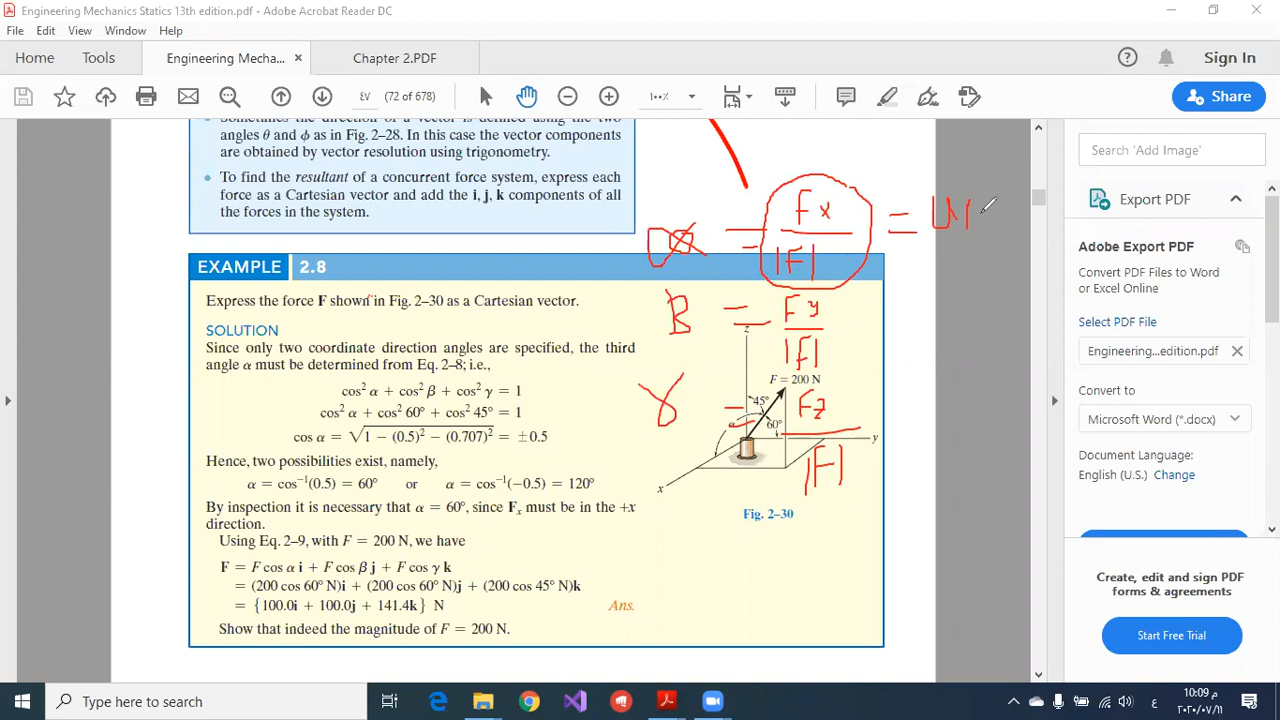 Engineering Mechanics Statics 13th edition.pdf - Adobe Acrobat Reader DC
File Edit View Window Help
Home Tools Engineering Mecha... × Chapter 2.PDF Sign In
٤٧ (72 of 678) ١٠٠% Share
angles θ and ϕ as in Fig. 2–28. In this case the vector components
are obtained by vector resolution using trigonometry.
• To find the resultant of a concurrent force system, express each
force as a Cartesian vector and add the i, j, k components of all
the forces in the system.
Fx
= =
|F|
EXAMPLE 2.8
Express the force F shown in Fig. 2–30 as a Cartesian vector.
SOLUTION
Since only two coordinate direction angles are specified, the third
angle α must be determined from Eq. 2–8; i.e.,
cos² α + cos² β + cos² γ = 1
cos² α + cos² 60° + cos² 45° = 1
cos α = √1 − (0.5)² − (0.707)² = ±0.5
Hence, two possibilities exist, namely,
α = cos⁻¹(0.5) = 60° or α = cos⁻¹(−0.5) = 120°
By inspection it is necessary that α = 60°, since Fx must be in the +x
direction.
Using Eq. 2–9, with F = 200 N, we have
F = F cos α i + F cos β j + F cos γ k
= (200 cos 60° N)i + (200 cos 60° N)j + (200 cos 45° N)k
= {100.0i + 100.0j + 141.4k} N Ans.
Show that indeed the magnitude of F = 200 N.
B = Fy
|F|
z
F = 200 N
γ = Fz
|F|
45°
60°
α
y
x
Fig. 2–30
Search 'Add Image'
Export PDF
Adobe Export PDF
Convert PDF Files to Word
or Excel Online
Select PDF File
Engineering...edition.pdf ×
Convert to
Microsoft Word (*.docx)
Document Language:
English (U.S.) Change
Create, edit and sign PDF
forms & agreements
Start Free Trial
Type here to search
ع
م 10:09